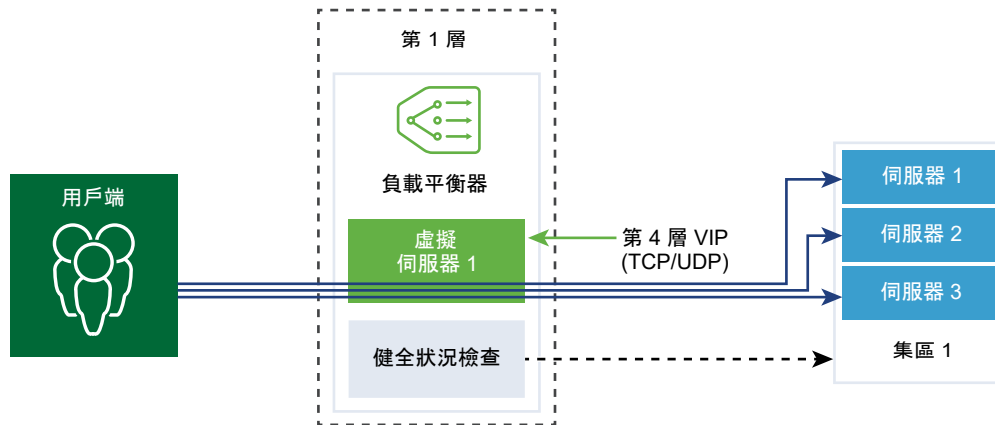 第 1 層
負載平衡器
用戶端
虛擬
伺服器 1
第 4 層 VIP
(TCP/UDP)
健全狀況檢查
伺服器 1
伺服器 2
伺服器 3
集區 1